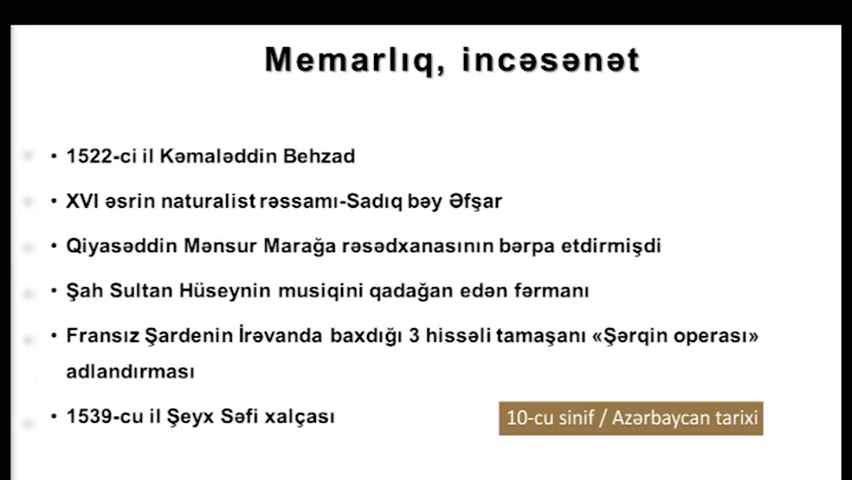 Memarlıq, incəsənət
• 1522-ci il Kəmaləddin Behzad
• XVI əsrin naturalist rəssamı-Sadıq bəy Əfşar
• Qiyasəddin Mənsur Marağa rəsədxanasının bərpa etdirmişdi
• Şah Sultan Hüseynin musiqini qadağan edən fərmanı
• Fransız Şardenin İrəvanda baxdığı 3 hissəli tamaşanı «Şərqin operası»
adlandırması
• 1539-cu il Şeyx Səfi xalçası
10-cu sinif / Azərbaycan tarixi